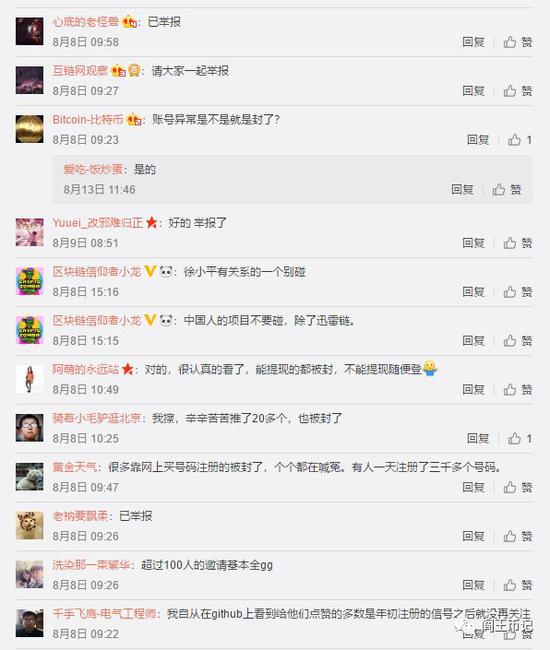 心底的老怪兽：已举报
8月8日 09:58 回复 赞
互链网观察：请大家一起举报
8月8日 09:27 回复 赞
Bitcoin-比特币：账号异常是不是就是封了？
8月8日 09:23 回复 1
爱吃-饭炒蛋：是的
8月13日 11:46 回复 赞
Yuuei_改邪难归正：好的 举报了
8月9日 08:51 回复 赞
区块链信仰者小龙：徐小平有关系的一个别碰
8月8日 15:16 回复 赞
区块链信仰者小龙：中国人的项目不要碰，除了迅雷链。
8月8日 15:15 回复 赞
阿萌的永远站：对的，很认真的看了，能提现的都被封，不能提现随便登
8月8日 10:49 回复 赞
骑着小毛驴逛北京：我擦，辛辛苦苦推了20多个，也被封了
8月8日 10:25 回复 1
黄金天气：很多靠网上买号码注册的被封了，个个都在喊冤。有人一天注册了三千多个号码。
8月8日 09:47 回复 赞
老衲要飘柔：已举报
8月8日 09:26 回复 赞
洗染那一束繁华：超过100人的邀请基本全gg
8月8日 09:26 回复 赞
千手飞鹰-电气工程师：我自从在github上看到给他们点赞的多数是年初注册的信号之后就没再关注
8月8日 09:22 回复 赞
阎王币记